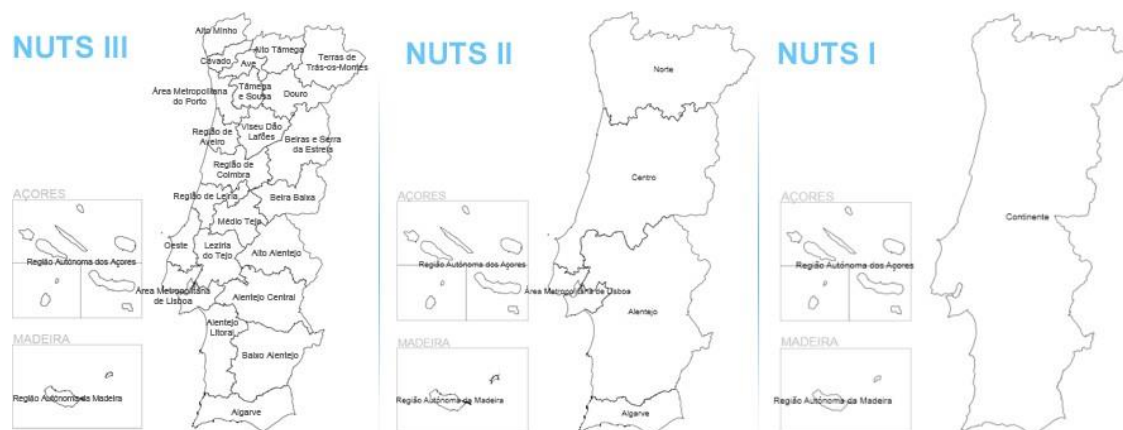 NUTS III
Alto Minho
Alto Tâmega
Terras de
Trás-os-Montes
Cávado
Ave
Tâmega
e Sousa
Douro
Área Metropolitana
do Porto
Viseu Dão
Lafões
Região de
Aveiro
Beiras e Serra
da Estrela
Região de
Coimbra
Região de Leiria
Beira Baixa
Médio Tejo
Oeste
Lezíria
do Tejo
Alto Alentejo
Área Metropolitana
de Lisboa
Alentejo Central
Alentejo
Litoral
Baixo Alentejo
Algarve
AÇORES
Região Autónoma dos Açores
MADEIRA
Região Autónoma da Madeira
NUTS II
Norte
Centro
Área Metropolitana de Lisboa
Alentejo
Algarve
AÇORES
Região Autónoma dos Açores
MADEIRA
Região Autónoma da Madeira
NUTS I
Continente
AÇORES
Região Autónoma dos Açores
MADEIRA
Região Autónoma da Madeira